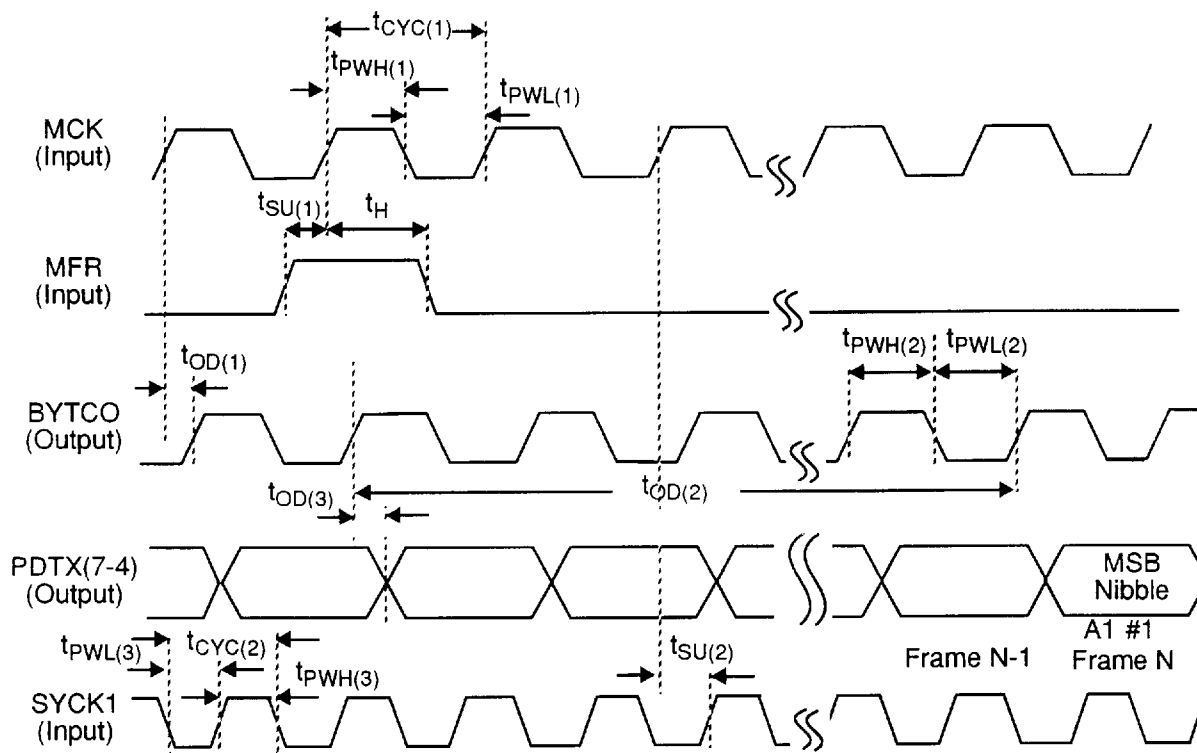 tCYC(1)
tPWH(1)
tPWL(1)
MCK
(Input)
tSU(1)
tH
MFR
(Input)
tPWH(2)
tPWL(2)
tOD(1)
BYTCO
(Output)
tOD(3)
tOD(2)
PDTX(7-4)
(Output)
MSB
Nibble
A1 #1
Frame N-1
Frame N
tPWL(3)
tCYC(2)
tPWH(3)
tSU(2)
SYCK1
(Input)